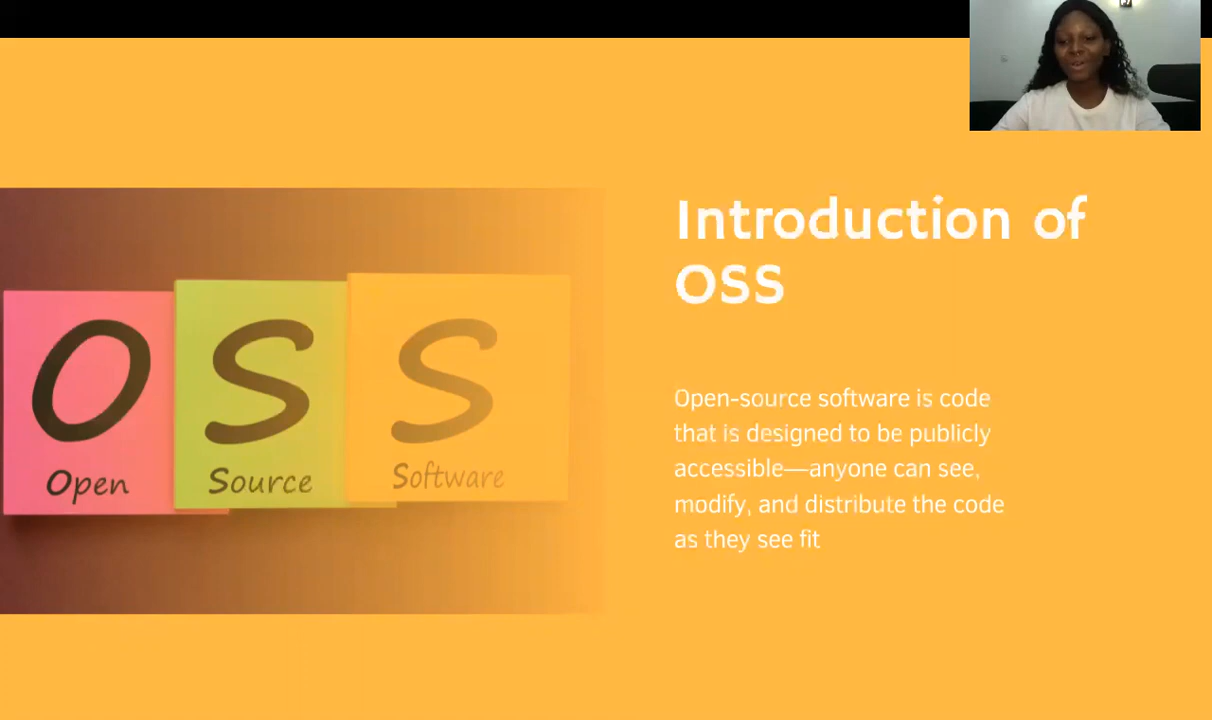 Introduction of
OSS
O S S
Open Source Software
Open-source software is code
that is designed to be publicly
accessible—anyone can see,
modify, and distribute the code
as they see fit